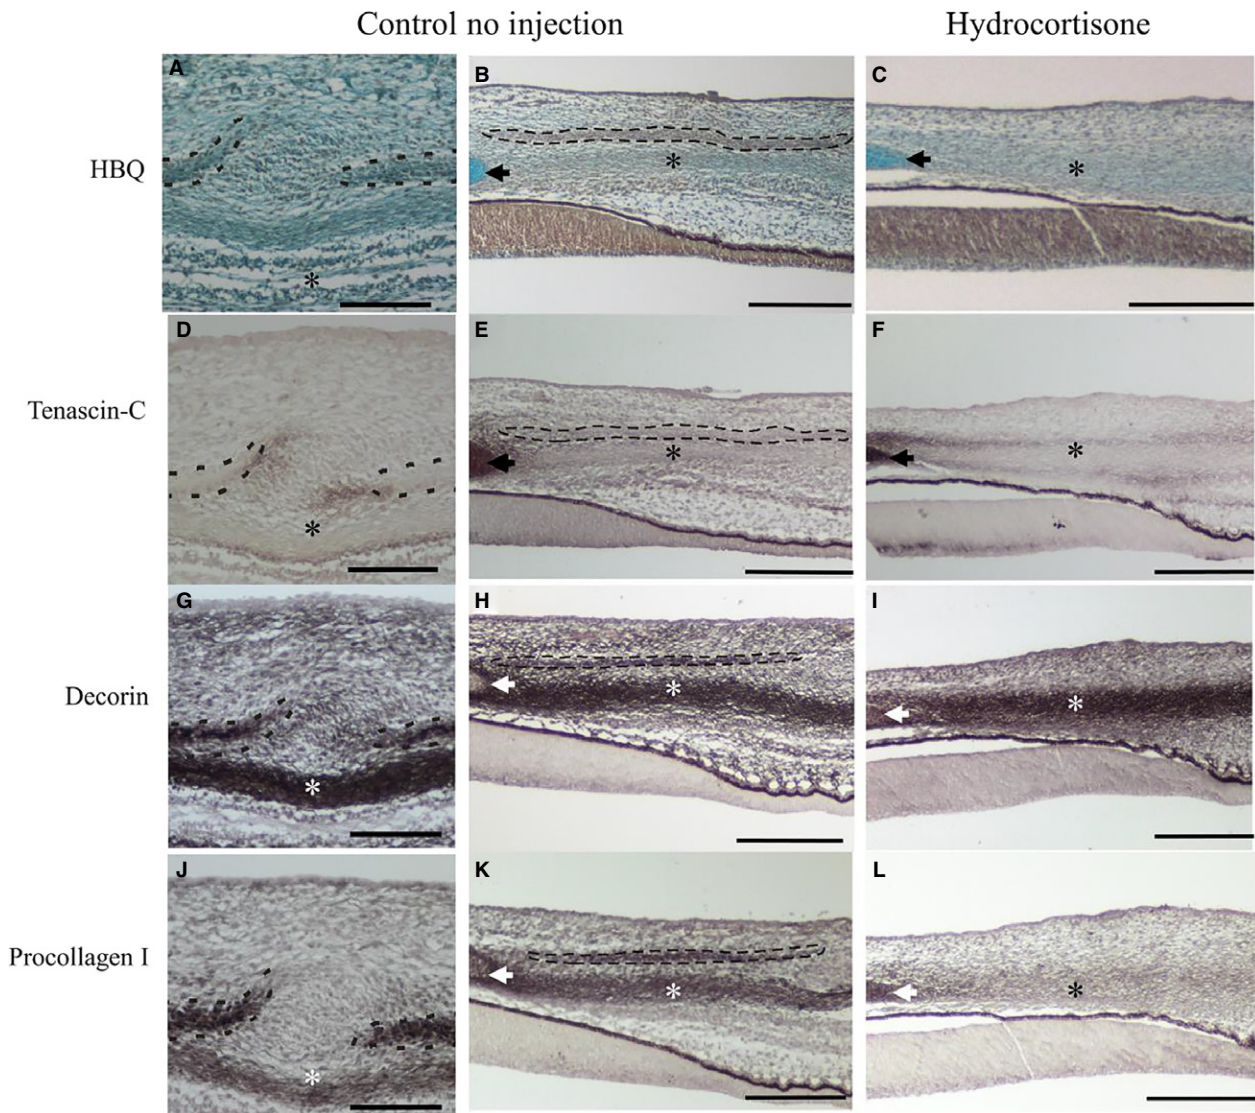 Control no injection Hydrocortisone
A B C
HBQ
* * *
D E F
Tenascin-C
* * *
G H I
Decorin
* * *
J K L
Procollagen I
* * *